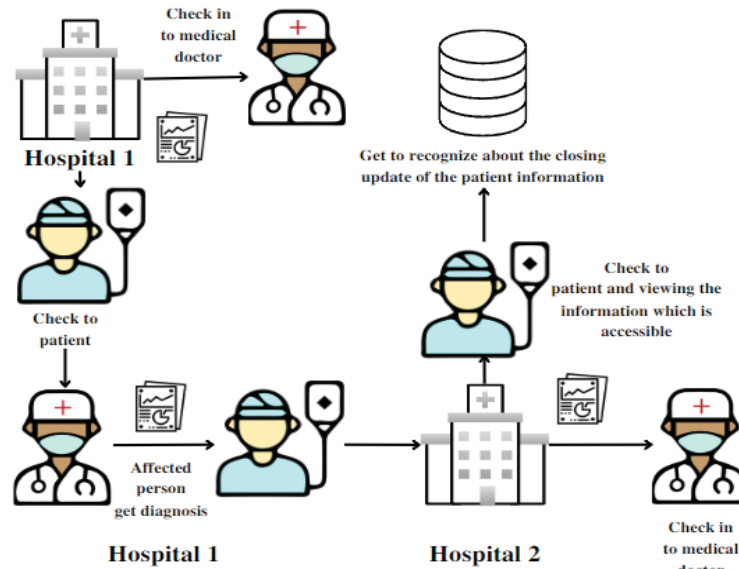 Check in
to medical
doctor
Hospital 1
Get to recognize about the closing
update of the patient information
Check to
patient
Check to
patient and viewing the
information which is
accessible
Affected
person
get diagnosis
Hospital 1
Hospital 2
Check in
to medical
doctor